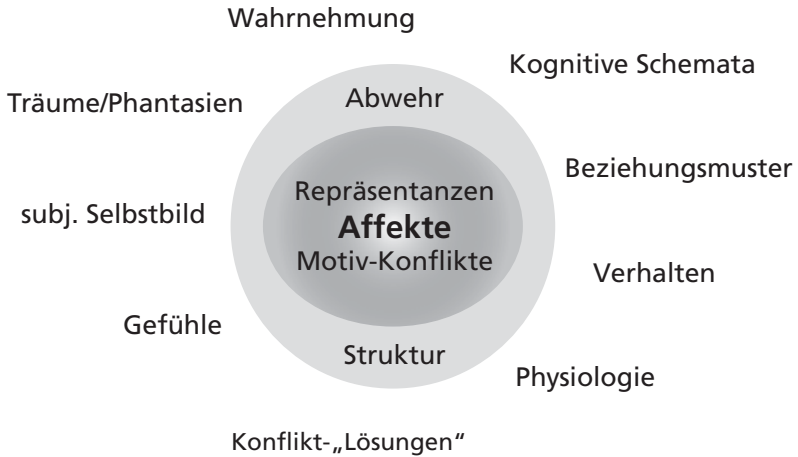 Wahrnehmung
Kognitive Schemata
Träume/Phantasien
Abwehr
Beziehungsmuster
Repräsentanzen
subj. Selbstbild
Affekte
Motiv-Konflikte
Verhalten
Gefühle
Struktur
Physiologie
Konflikt-„Lösungen“